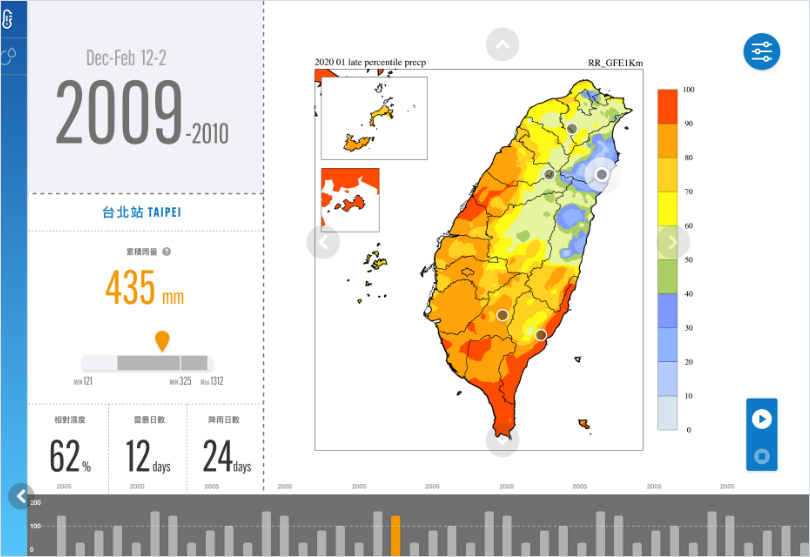 Dec-Feb 12-2
2009-2010
台北站 TAIPEI
累積雨量 ?
435 mm
MIN 121 MIN 325 Max 1312
相對濕度 雷暴日數 降雨日數
62% 12 days 24 days
2020 01 late percentile precp RR_GFE1Km
100
90
80
70
60
50
40
30
20
10
0
2005 2005 2005 2005 2005 2005 2005 2005 2005 2005
200
100
0